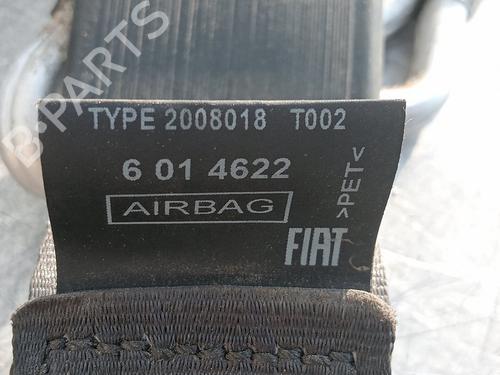 B-PARTS
TYPE 2008018 T002
6 01 4622
>PET<
AIRBAG
FIAT